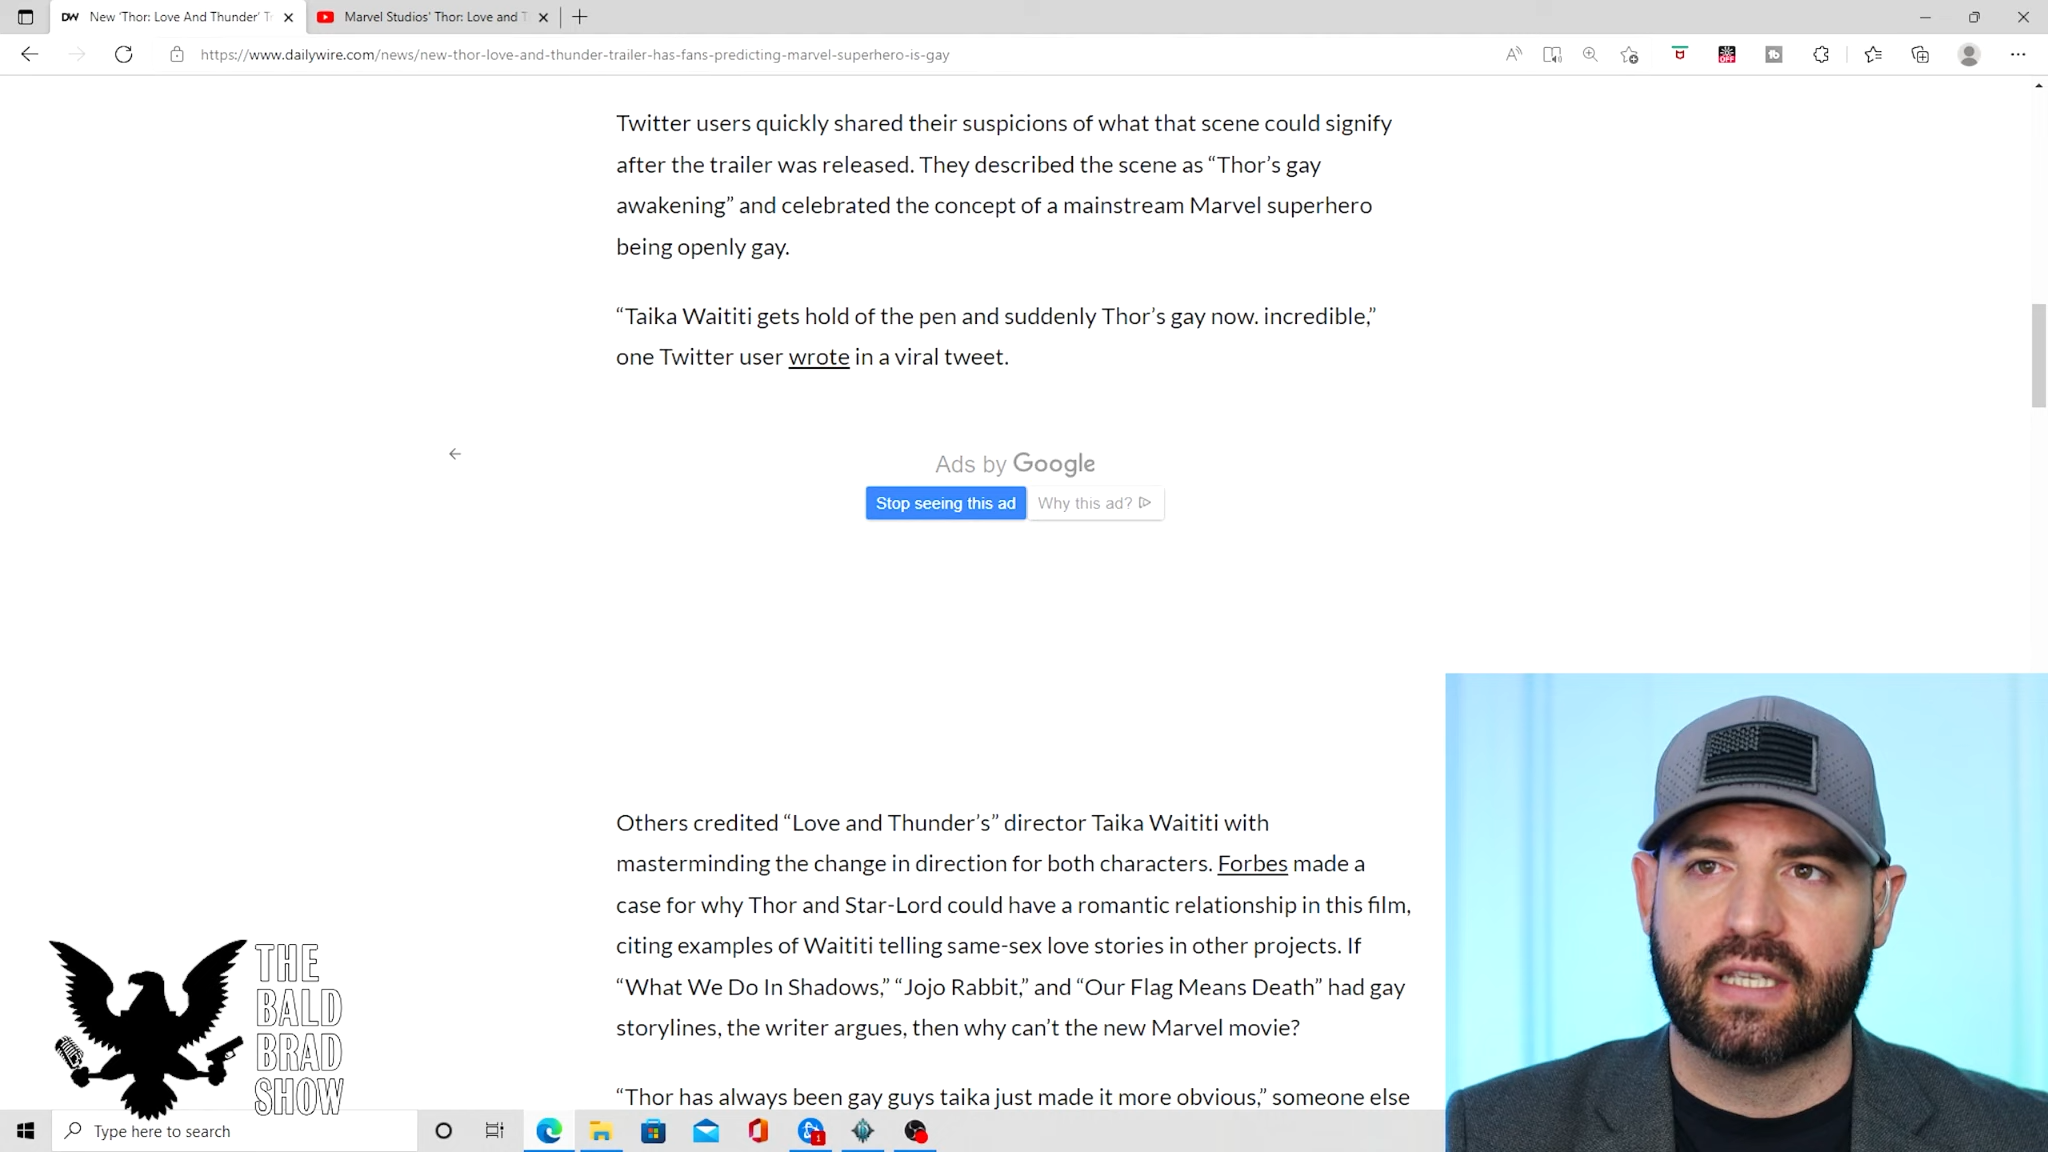 New 'Thor: Love And Thunder' T
Marvel Studios' Thor: Love and T
https://www.dailywire.com/news/new-thor-love-and-thunder-trailer-has-fans-predicting-marvel-superhero-is-gay
Twitter users quickly shared their suspicions of what that scene could signify
after the trailer was released. They described the scene as “Thor’s gay
awakening” and celebrated the concept of a mainstream Marvel superhero
being openly gay.
“Taika Waititi gets hold of the pen and suddenly Thor’s gay now. incredible,”
one Twitter user wrote in a viral tweet.
Ads by Google
Stop seeing this ad
Why this ad?
Others credited “Love and Thunder’s” director Taika Waititi with
masterminding the change in direction for both characters. Forbes made a
case for why Thor and Star-Lord could have a romantic relationship in this film,
citing examples of Waititi telling same-sex love stories in other projects. If
“What We Do In Shadows,” “Jojo Rabbit,” and “Our Flag Means Death” had gay
storylines, the writer argues, then why can’t the new Marvel movie?
“Thor has always been gay guys taika just made it more obvious,” someone else
THE
BALD
BRAD
SHOW
Type here to search